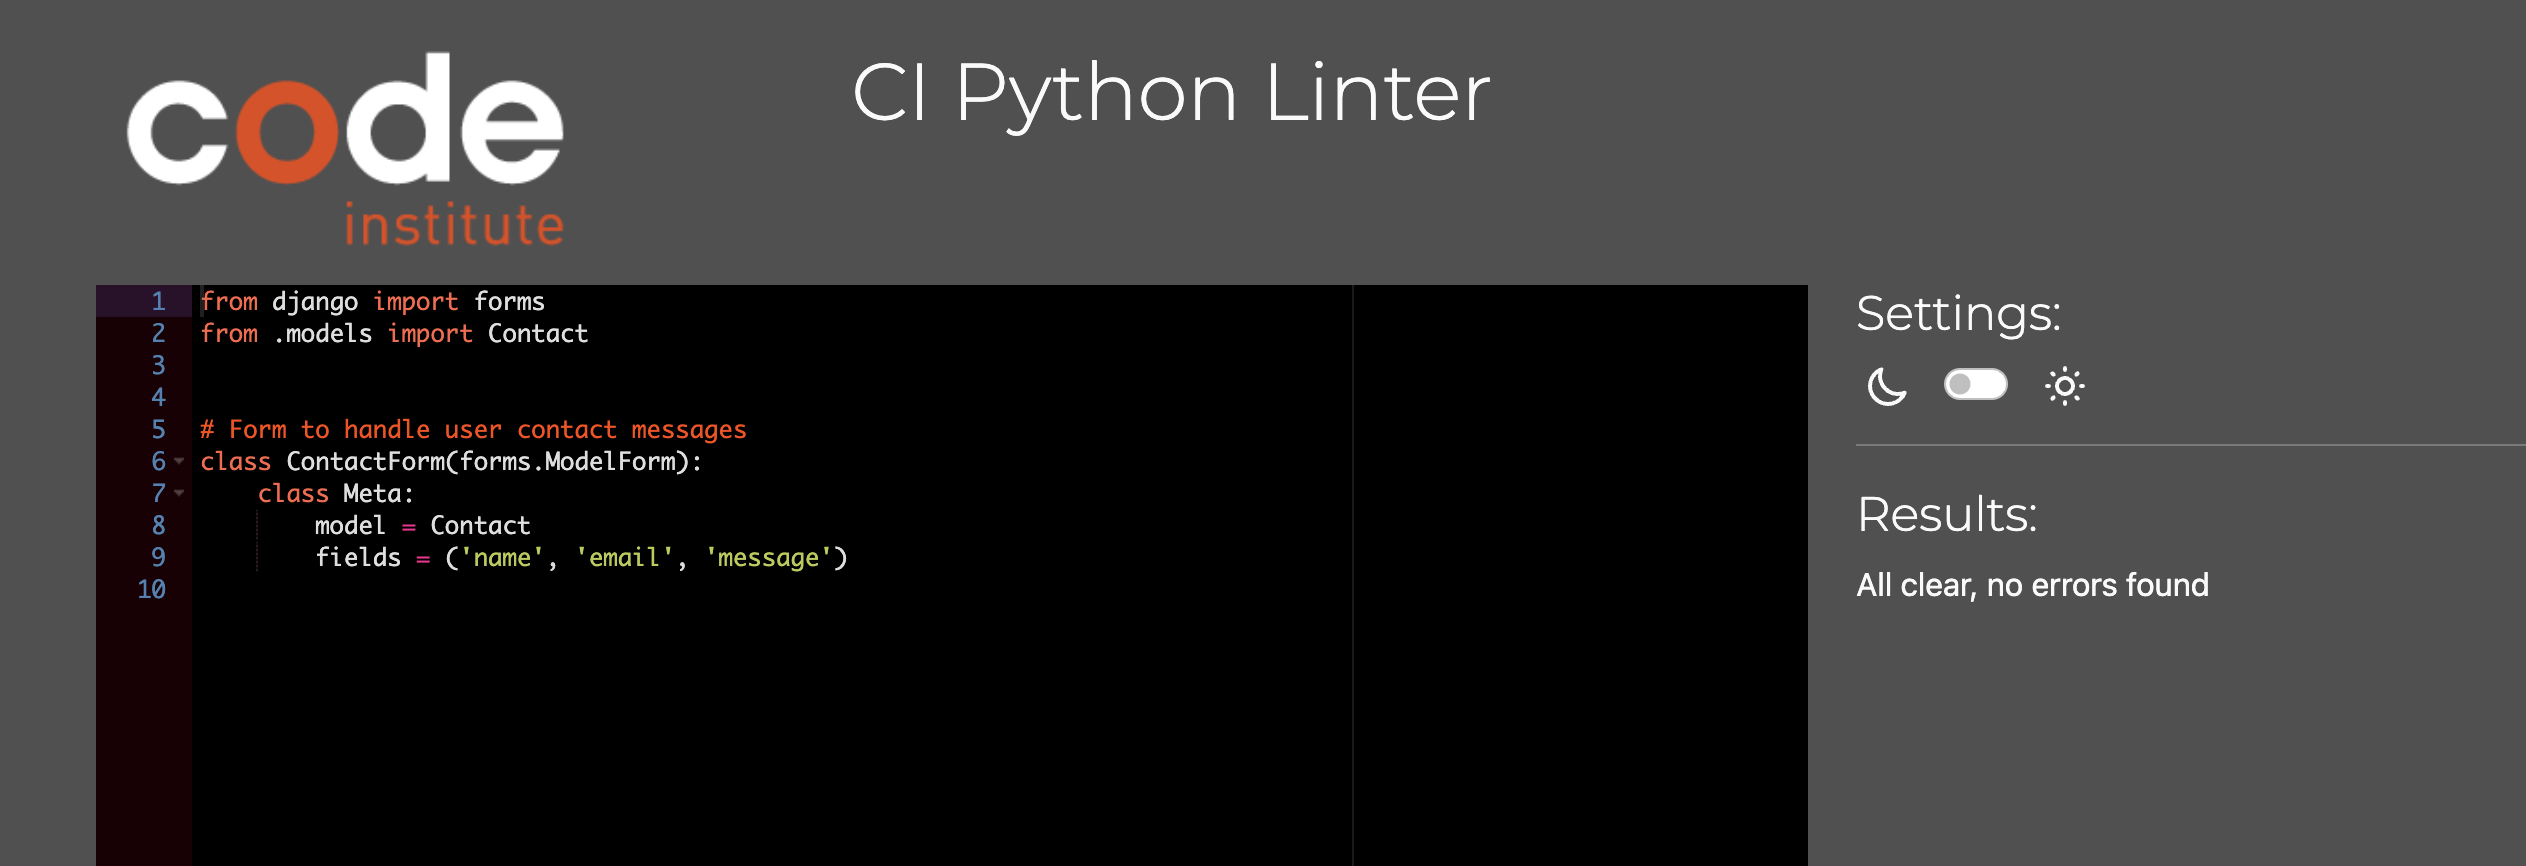 code
institute
CI Python Linter
1 from django import forms
2 from .models import Contact
3
4
5 # Form to handle user contact messages
6 class ContactForm(forms.ModelForm):
7     class Meta:
8         model = Contact
9         fields = ('name', 'email', 'message')
10
Settings:
Results:
All clear, no errors found